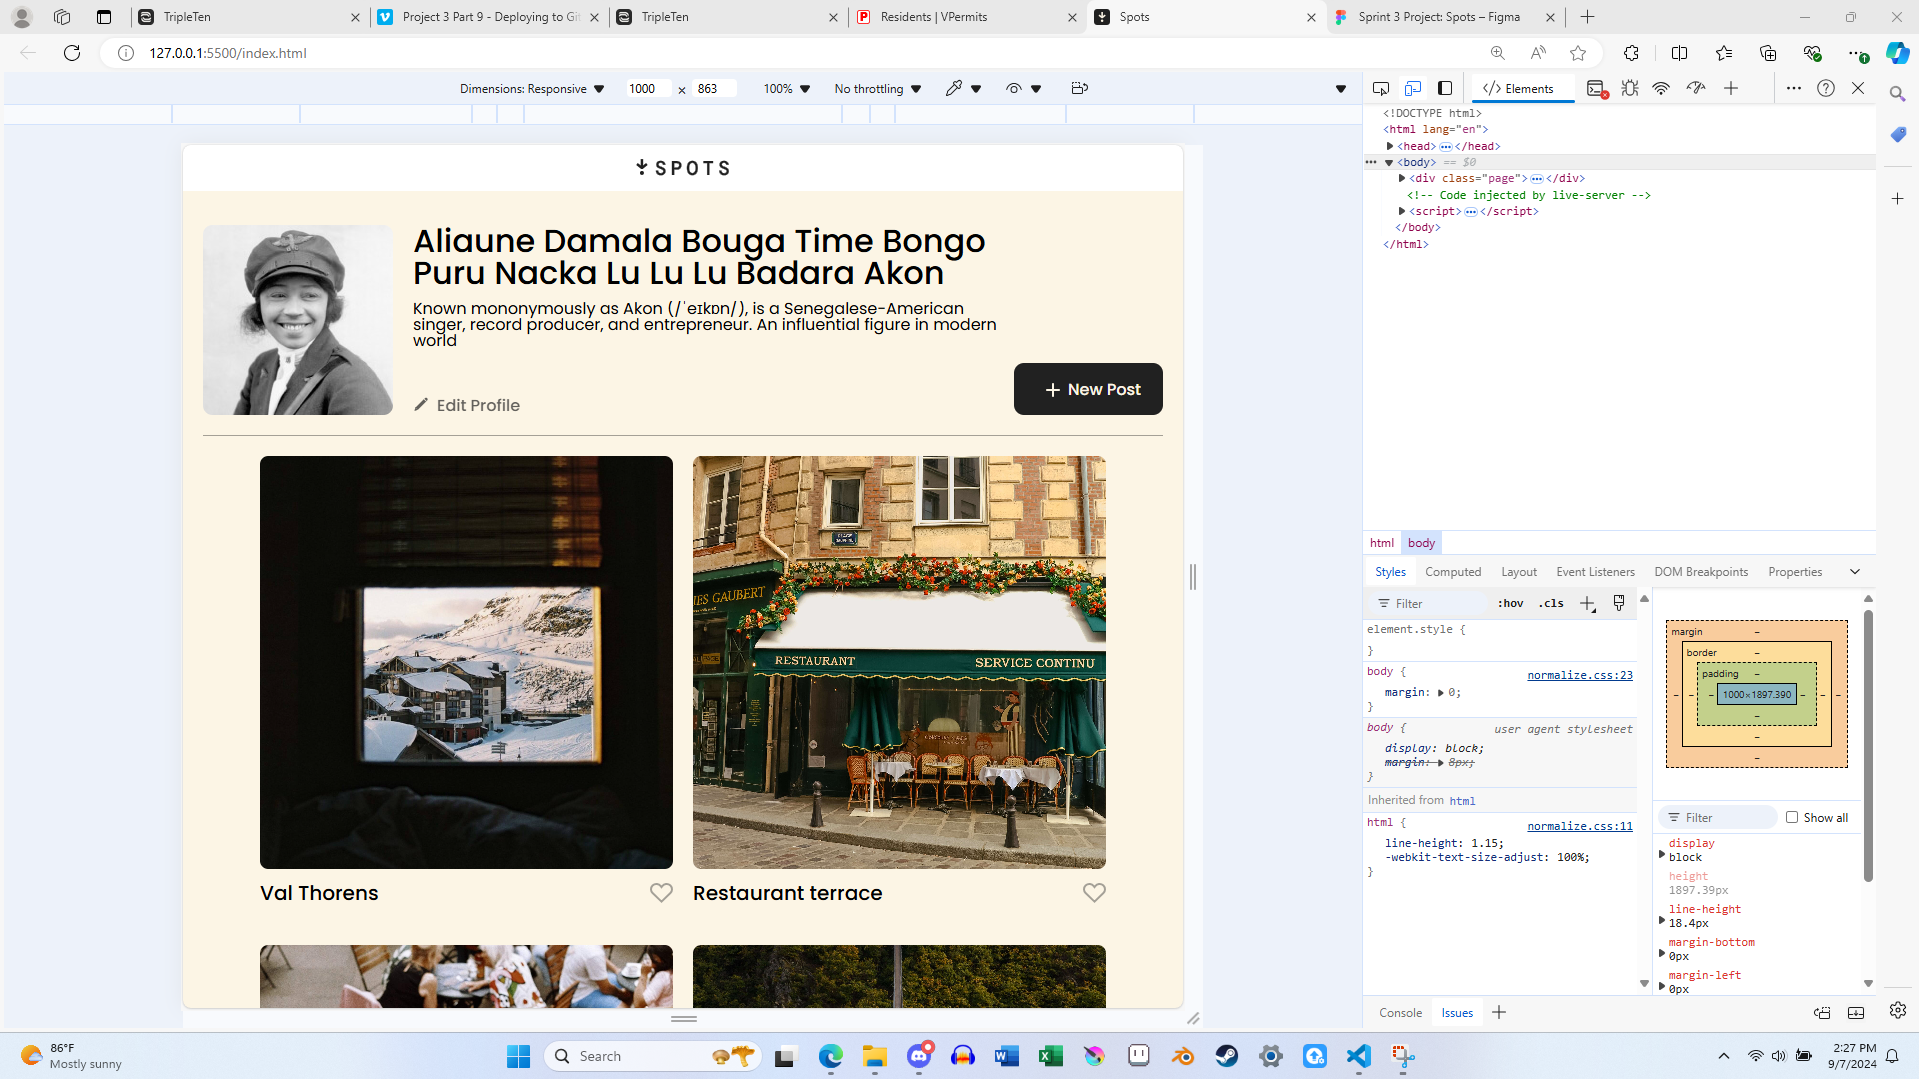 TripleTen
Project 3 Part 9 - Deploying to Git
TripleTen
Residents | VPermits
Spots
Sprint 3 Project: Spots – Figma
127.0.0.1:5500/index.html
Dimensions: Responsive
1000
×
863
100%
No throttling
SPOTS
Aliaune Damala Bouga Time Bongo
Puru Nacka Lu Lu Lu Badara Akon
Known mononymously as Akon (/ˈeɪkɒn/), is a Senegalese-American
singer, record producer, and entrepreneur. An influential figure in modern
world
Edit Profile
New Post
ES GAUBERT
RESTAURANT
SERVICE CONTINU
Val Thorens
Restaurant terrace
Elements
<!DOCTYPE html>
<html lang="en">
<head> </head>
<body> == $0
<div class="page"> </div>
<!-- Code injected by live-server -->
<script> </script>
</body>
</html>
html
body
Styles
Computed
Layout
Event Listeners
DOM Breakpoints
Properties
Filter
:hov
.cls
element.style {
}
body {
normalize.css:23
margin: 0;
}
body {
user agent stylesheet
display: block;
margin: 8px;
}
Inherited from html
html {
normalize.css:11
line-height: 1.15;
-webkit-text-size-adjust: 100%;
}
margin
border
padding
1000×1897.390
Filter
Show all
display
block
height
1897.39px
line-height
18.4px
margin-bottom
0px
margin-left
0px
Console
Issues
86°F
Mostly sunny
Search
2:27 PM
9/7/2024